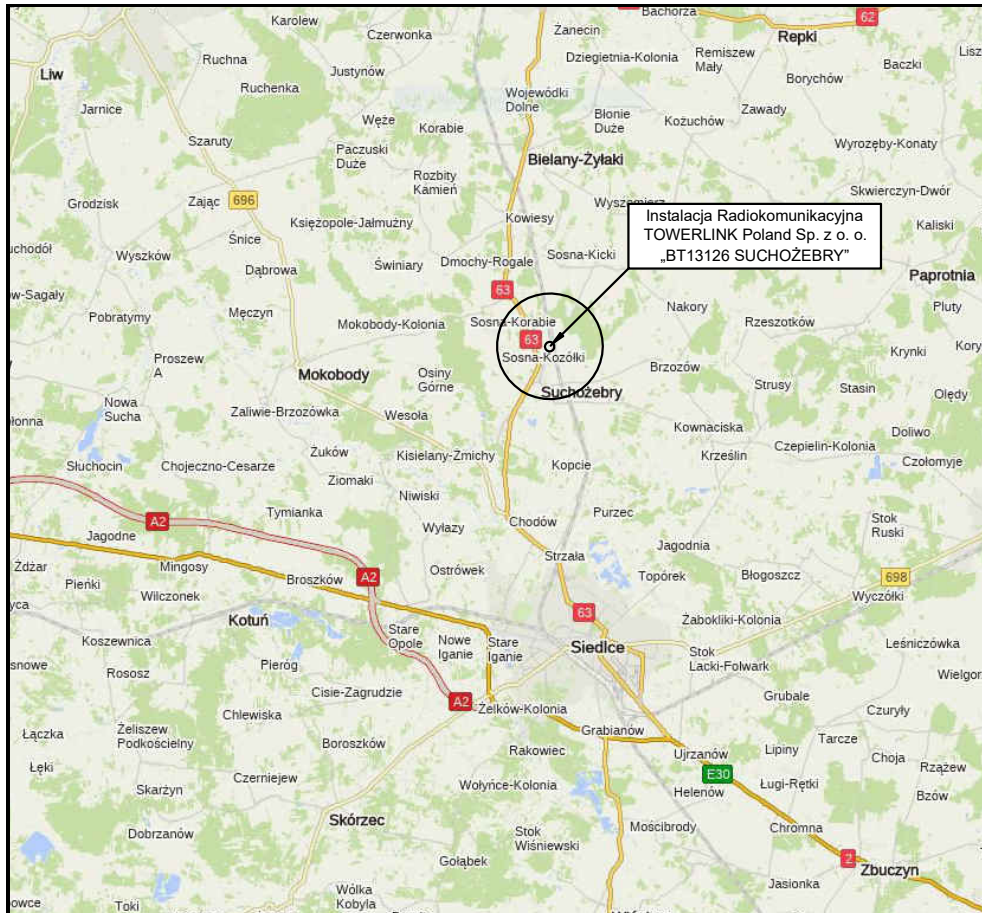 Bachorza
62
Karolew
Żanecin
Czerwonka
Repki
Ruchna
Dziegietnia-Kolonia
Remiszew
Mały
Liw
Justynów
Baczki
Borychów
Ruchenka
Wojewódki
Dolne
Jarnice
Węże
Korabie
Błonie
Duże
Kożuchów
Zawady
Szaruty
Paczuski
Duże
Wyrozęby-Konaty
Bielany-Żyłaki
Rozbity
Kamień
Skwierczyn-Dwór
Grodzisk
Zając
696
Księżopole-Jałmużny
Kowiesy
Instalacja Radiokomunikacyjna
TOWERLINK Poland Sp. z o. o.
„BT13126 SUCHOŻEBRY”
Kaliski
Śnice
Wyszków
Dąbrowa
Świniary
Dmochy-Rogale
Sosna-Kicki
Paprotnia
63
Nakory
Pluty
Pobratymy
Męczyn
Mokobody-Kolonia
Sosna-Korabie
Rzeszotków
63
Sosna-Kozółki
Krynki
Proszew
A
Mokobody
Osiny
Górne
Brzozów
Suchożebry
Strusy
Stasin
Olędy
Nowa
Sucha
Zaliwie-Brzozówka
Wesoła
Kownaciska
Doliwo
Żuków
Kisielany-Żmichy
Krześlin
Czepielin-Kolonia
Słuchocin
Chojeczno-Cesarze
Kopcie
Czołomyje
Ziomaki
Niwiski
Tymianka
Purzec
A2
Wyłazy
Chodów
Stok
Ruski
Jagodne
Jagodnia
Strzała
Żdżar
Mingosy
Ostrówek
A2
Broszków
Topórek
Błogoszcz
698
Pieńki
Wilczonek
Wyczółki
Kotuń
63
Żabokliki-Kolonia
Koszewnica
Stare
Opole
Nowe
Iganie
Stare
Iganie
Siedlce
Leśniczówka
Stok
Lacki-Folwark
Pieróg
Rososz
Cisie-Zagrudzie
A2
Grubale
Chlewiska
Żelków-Kolonia
Czuryły
Łączka
Żeliszew
Podkościelny
Boroszków
Grabianów
Rakowiec
Ujrzanów
Lipiny
Tarcze
Choja
Łęki
Czerniejew
E30
Rzążew
Skarżyn
Wołyńce-Kolonia
Helenów
Ługi-Rętki
Bzów
Skórzec
Dobrzanów
Stok
Wiśniewski
Mościbrody
Chromna
Gołąbek
2
Zbuczyn
Jasionka
Wólka
Kobyla
Toki